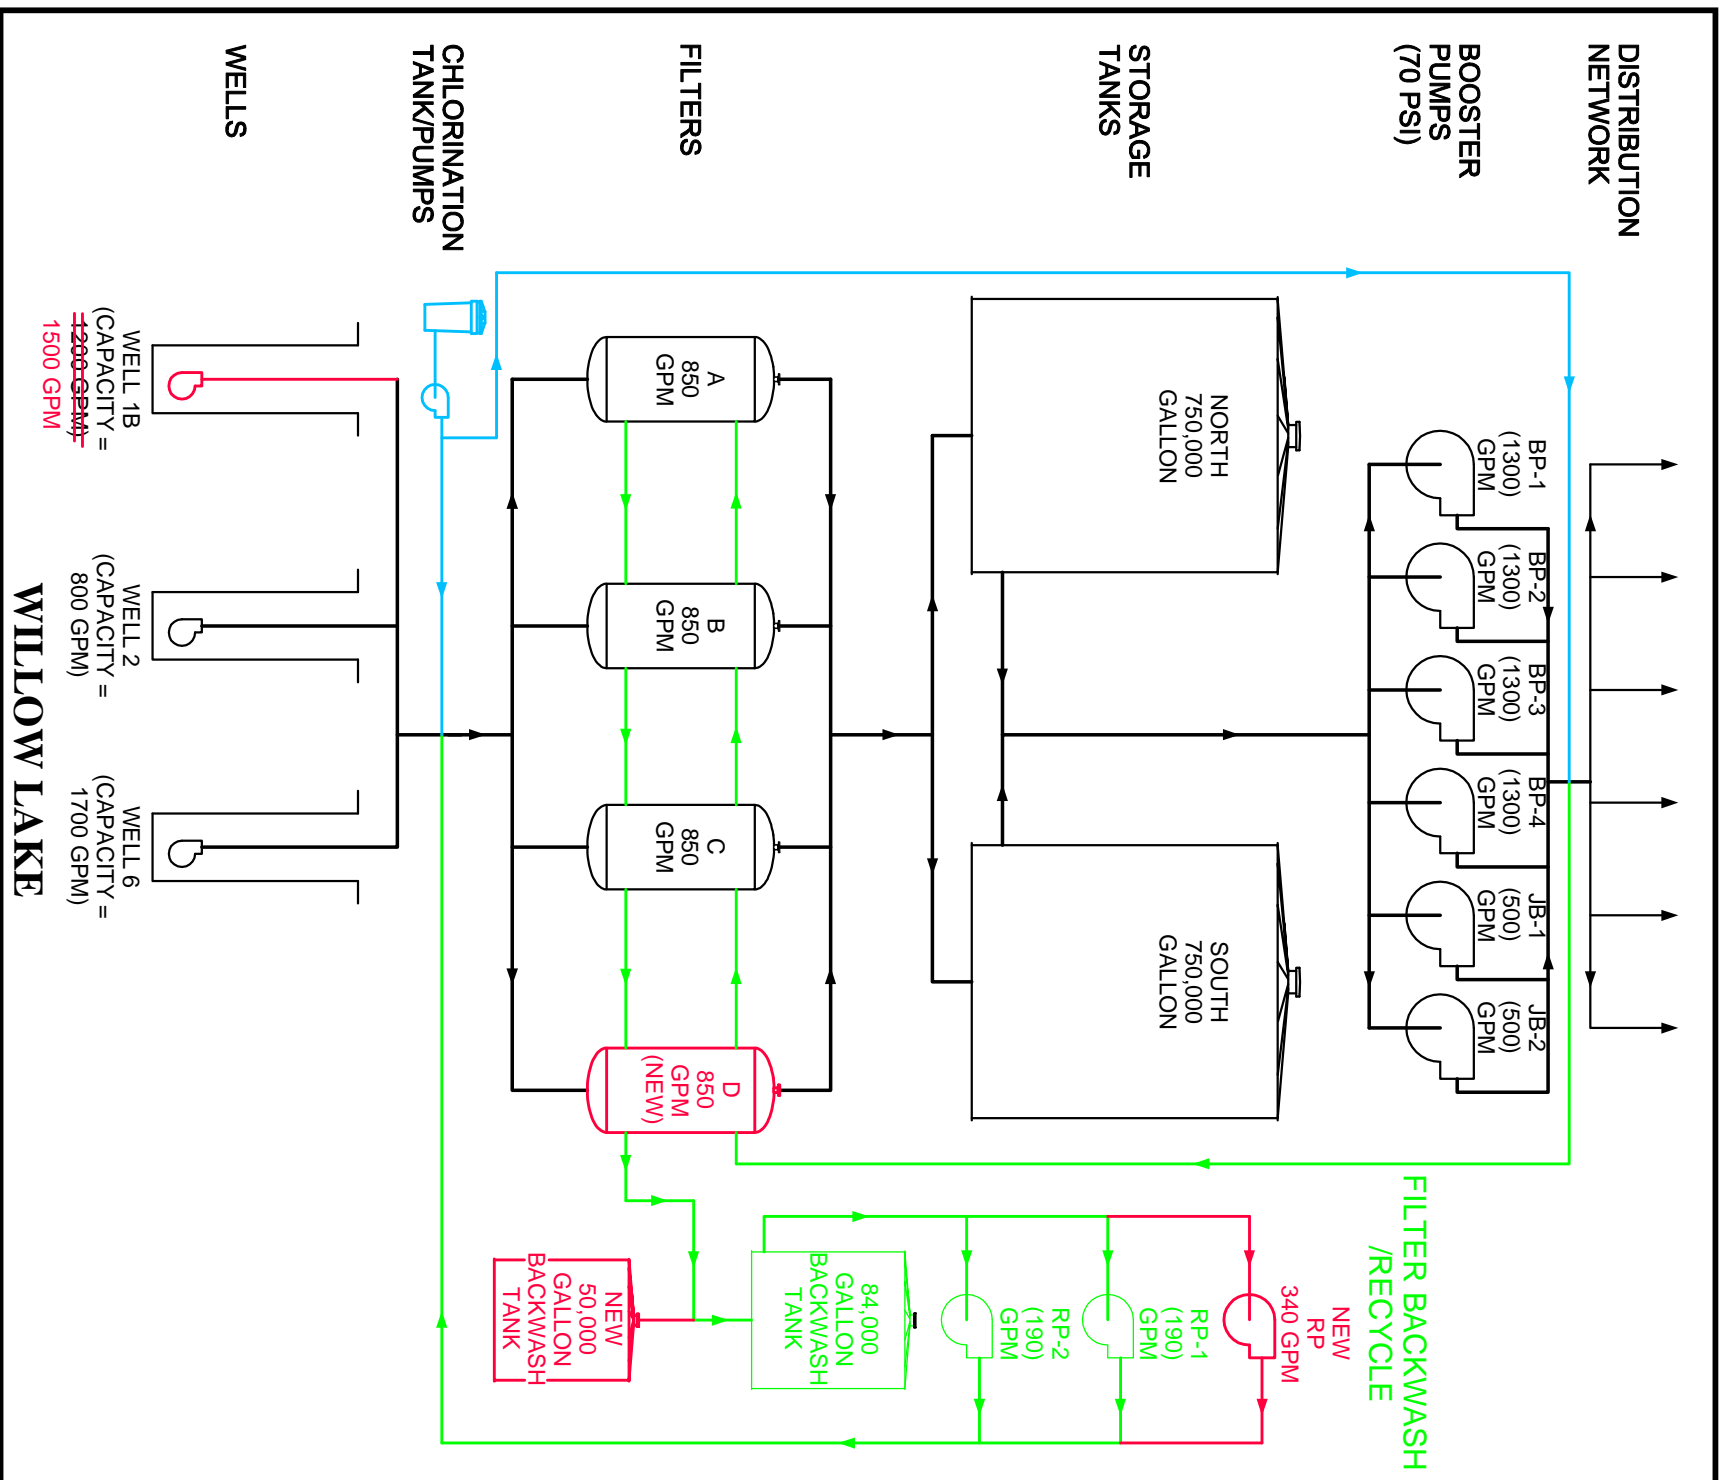 DISTRIBUTION
NETWORK
BOOSTER
PUMPS
(70 PSI)
STORAGE
TANKS
FILTERS
CHLORINATION
TANK/PUMPS
WELLS
BP-1
(1300)
GPM
BP-2
(1300)
GPM
BP-3
(1300)
GPM
BP-4
(1300)
GPM
JB-1
(500)
GPM
JB-2
(500)
GPM
NORTH
750,000
GALLON
SOUTH
750,000
GALLON
A
850
GPM
B
850
GPM
C
850
GPM
D
850
GPM
(NEW)
FILTER BACKWASH
/RECYCLE
NEW
RP
340 GPM
RP-1
(190)
GPM
RP-2
(190)
GPM
84,000
GALLON
BACKWASH
TANK
NEW
50,000
GALLON
BACKWASH
TANK
WELL 1B
(CAPACITY =
1200 GPM)
1500 GPM
WELL 2
(CAPACITY =
800 GPM)
WELL 6
(CAPACITY =
1700 GPM)
WILLOW LAKE